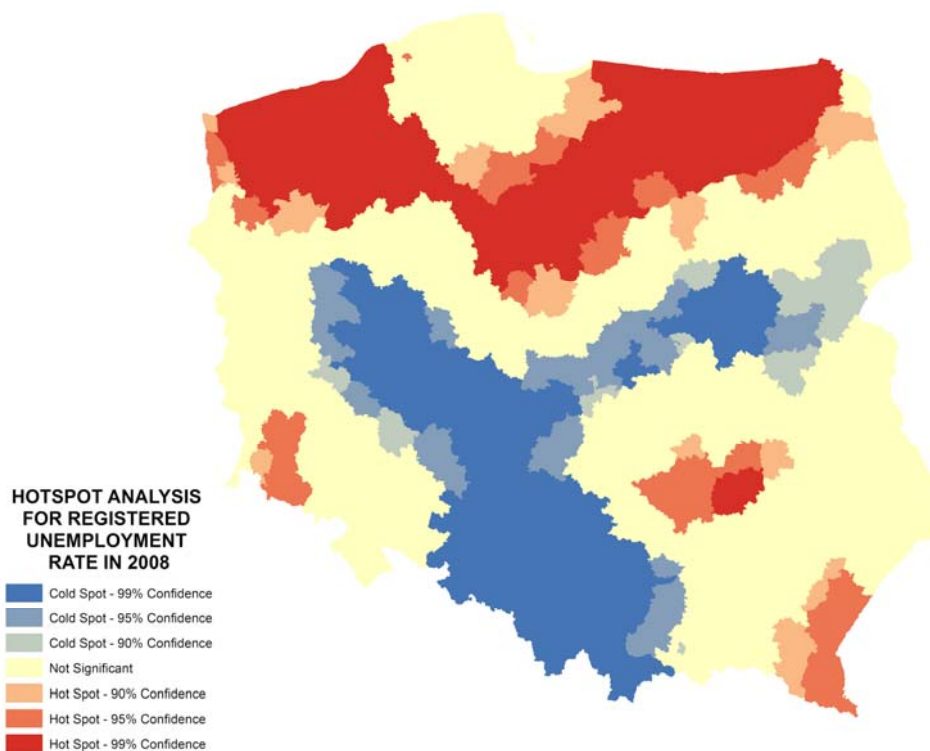 HOTSPOT ANALYSIS
FOR REGISTERED
UNEMPLOYMENT
RATE IN 2008
Cold Spot - 99% Confidence
Cold Spot - 95% Confidence
Cold Spot - 90% Confidence
Not Significant
Hot Spot - 90% Confidence
Hot Spot - 95% Confidence
Hot Spot - 99% Confidence